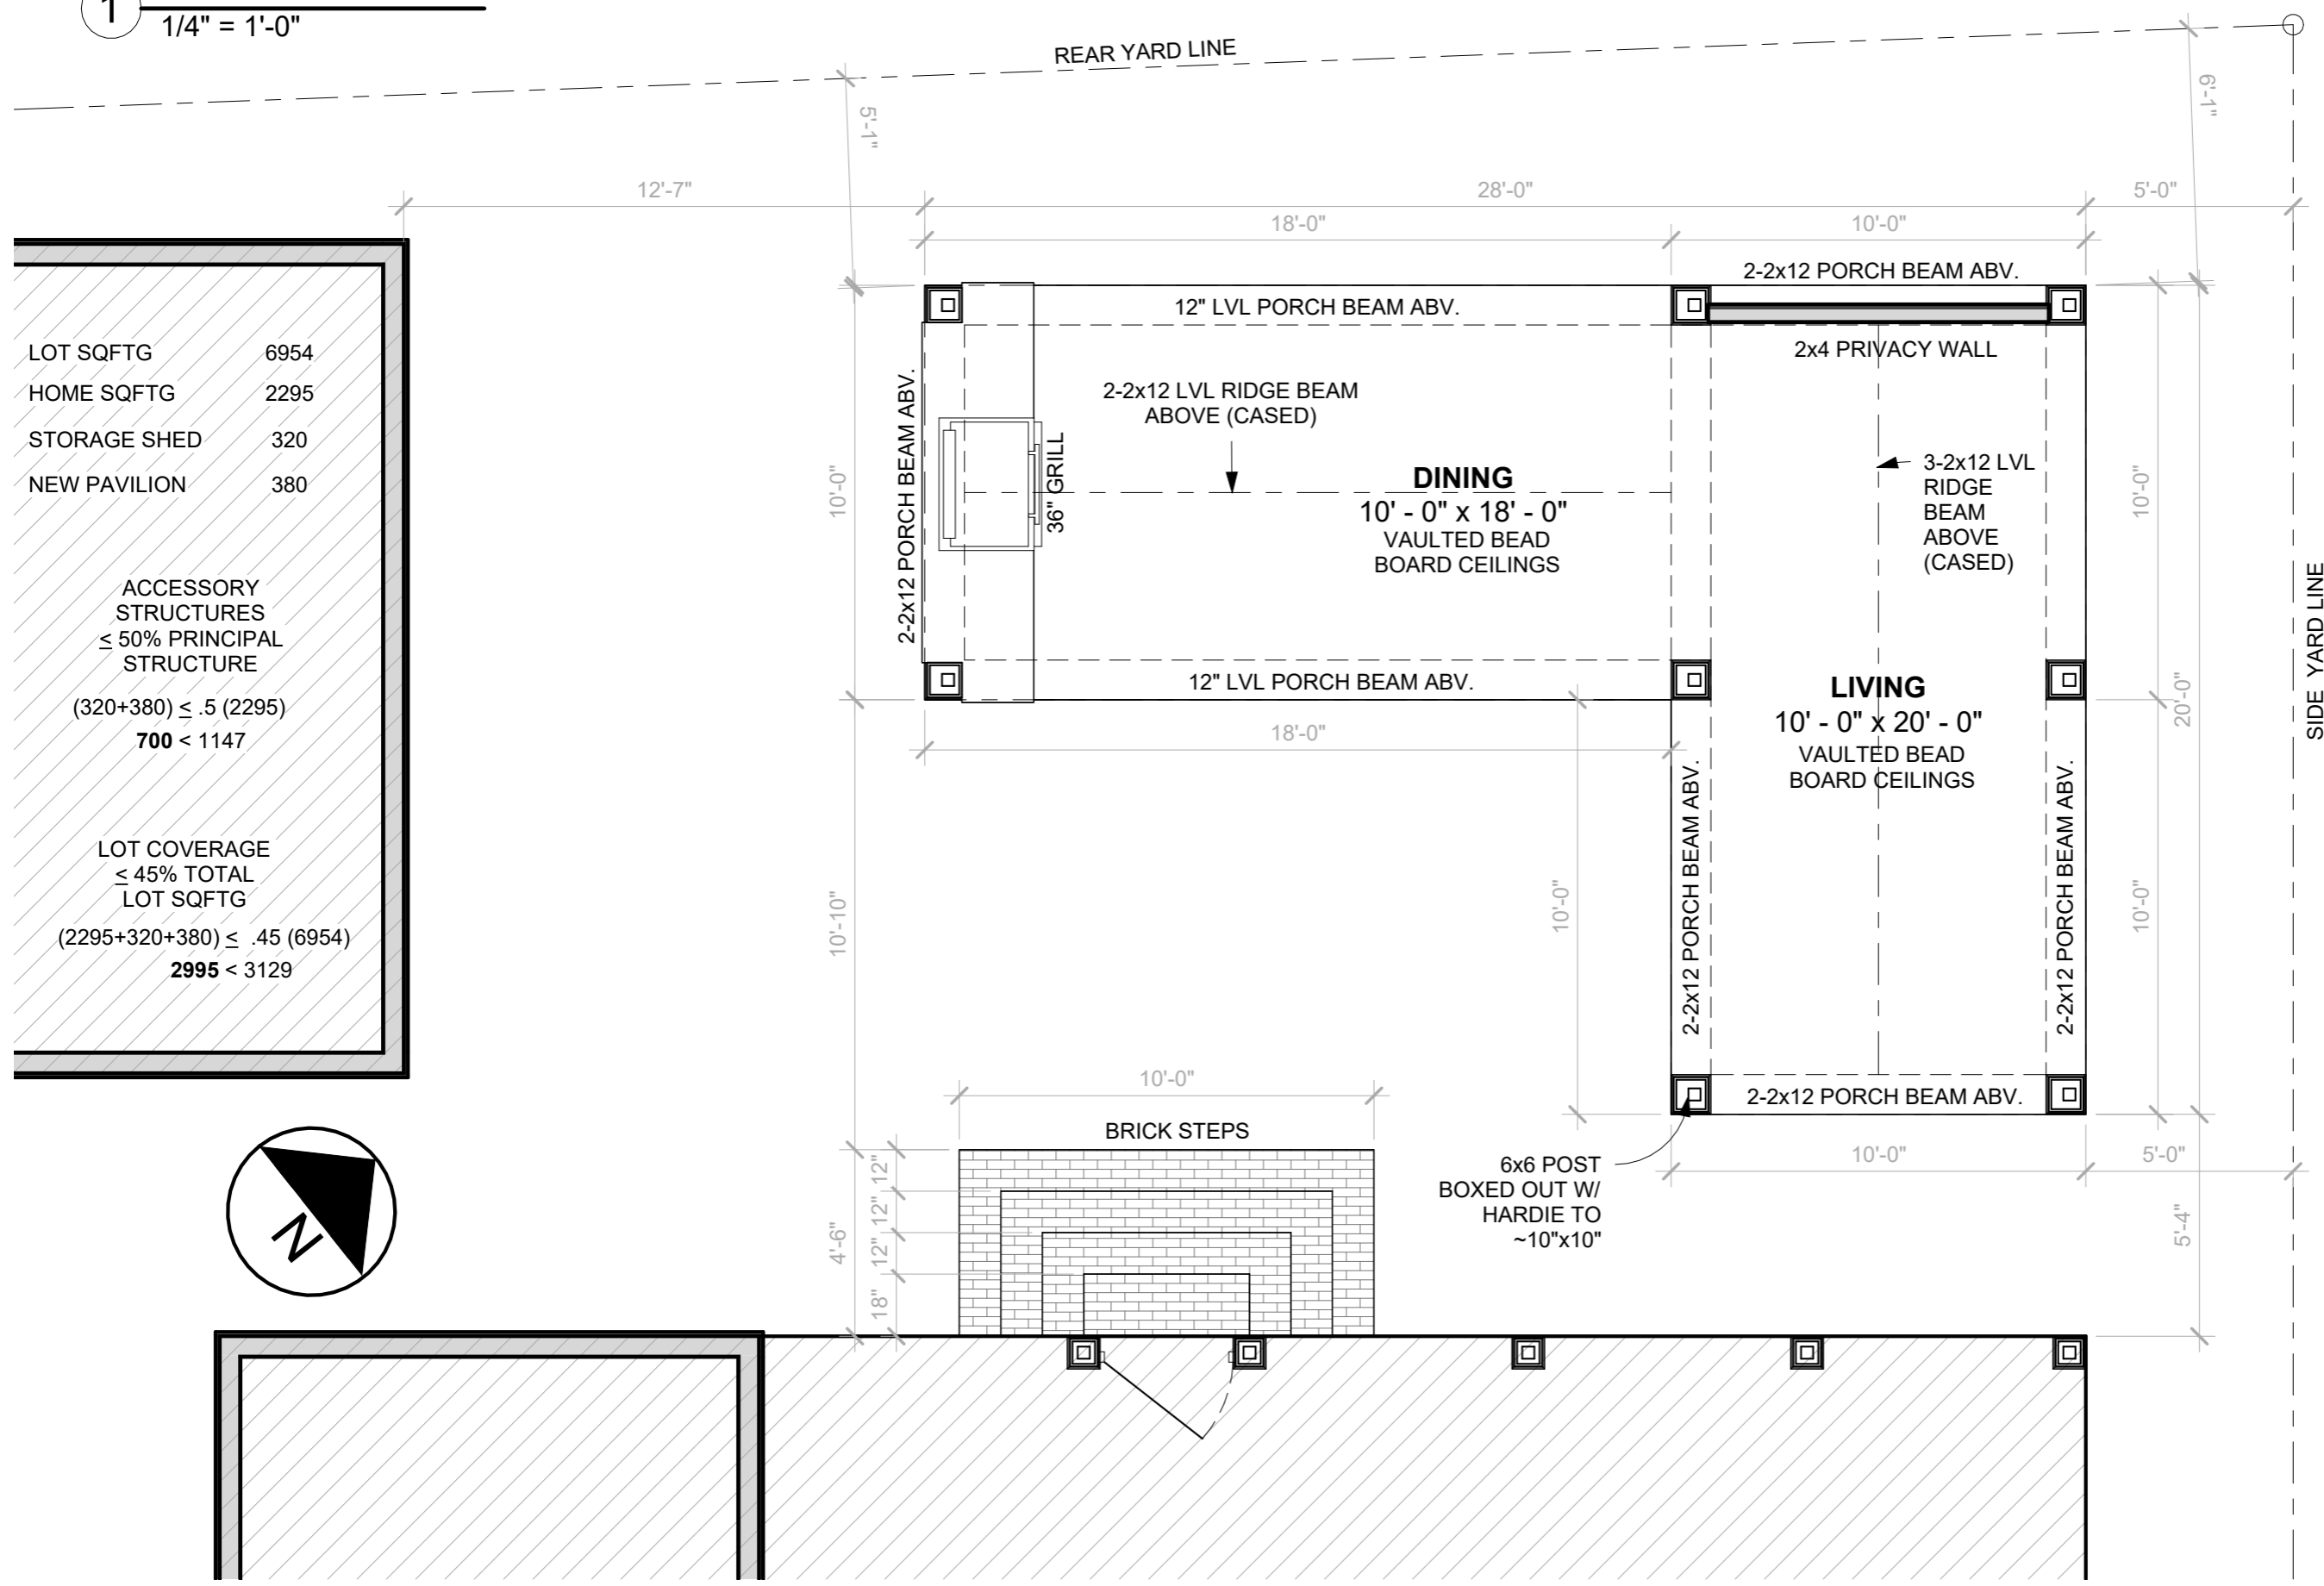 1
1/4" = 1'-0"
REAR YARD LINE
5'-1"
6'-1"
12'-7"
28'-0"
5'-0"
18'-0"
10'-0"
2-2x12 PORCH BEAM ABV.
12" LVL PORCH BEAM ABV.
2x4 PRIVACY WALL
LOT SQFTG 6954
HOME SQFTG 2295
STORAGE SHED 320
NEW PAVILION 380
ACCESSORY
STRUCTURES
≤ 50% PRINCIPAL
STRUCTURE
(320+380) ≤ .5 (2295)
700 < 1147
LOT COVERAGE
≤ 45% TOTAL
LOT SQFTG
(2295+320+380) ≤ .45 (6954)
2995 < 3129
10'-0"
2-2x12 PORCH BEAM ABV.
36" GRILL
2-2x12 LVL RIDGE BEAM
ABOVE (CASED)
DINING
10' - 0" x 18' - 0"
VAULTED BEAD
BOARD CEILINGS
3-2x12 LVL
RIDGE
BEAM
ABOVE
(CASED)
10'-0"
20'-0"
SIDE YARD LINE
12" LVL PORCH BEAM ABV.
18'-0"
LIVING
10' - 0" x 20' - 0"
VAULTED BEAD
BOARD CEILINGS
10'-10"
10'-0"
2-2x12 PORCH BEAM ABV.
2-2x12 PORCH BEAM ABV.
10'-0"
2-2x12 PORCH BEAM ABV.
10'-0"
BRICK STEPS
10'-0"
5'-0"
6x6 POST
BOXED OUT W/
HARDIE TO
~10"x10"
4'-6"
12"
12"
12"
18"
5'-4"
N